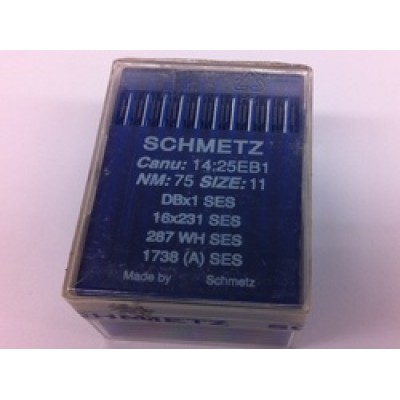 SCHMETZ
Canu: 14:25EB1
NM: 75 SIZE: 11
DBx1 SES
16x231 SES
287 WH SES
1738 (A) SES
Made by Schmetz
SCHMETZ